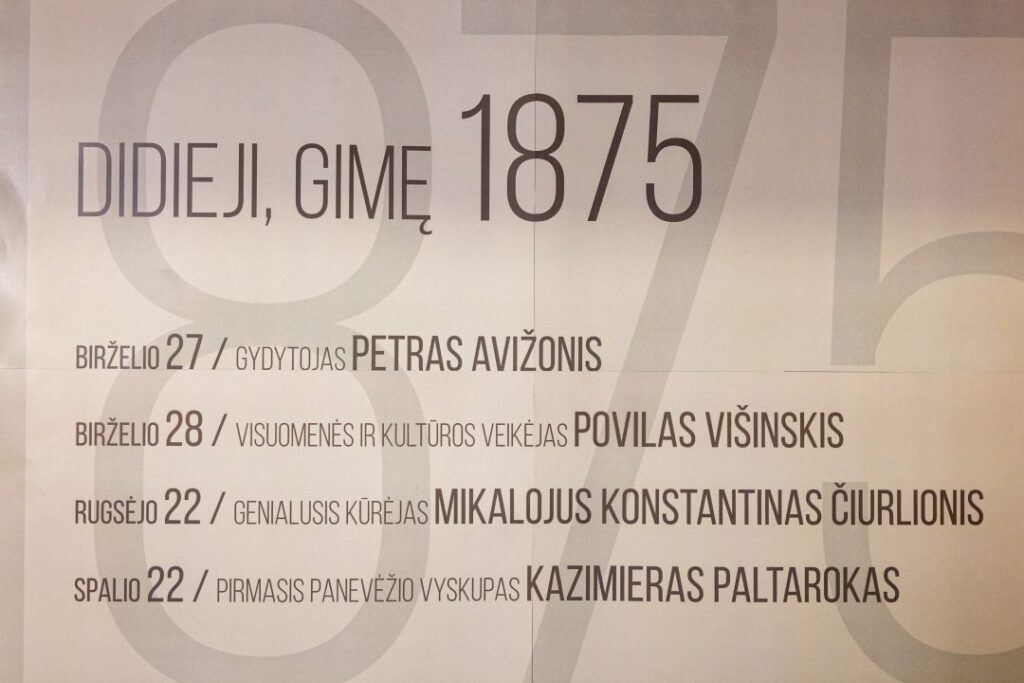 DIDIEJI, GIMĘ 1875
BIRŽELIO 27 / GYDYTOJAS PETRAS AVIŽONIS
BIRŽELIO 28 / VISUOMENĖS IR KULTŪROS VEIKĖJAS POVILAS VIŠINSKIS
RUGSĖJO 22 / GENIALUSIS KŪRĖJAS MIKALOJUS KONSTANTINAS ČIURLIONIS
SPALIO 22 / PIRMASIS PANEVĖŽIO VYSKUPAS KAZIMIERAS PALTAROKAS
1875